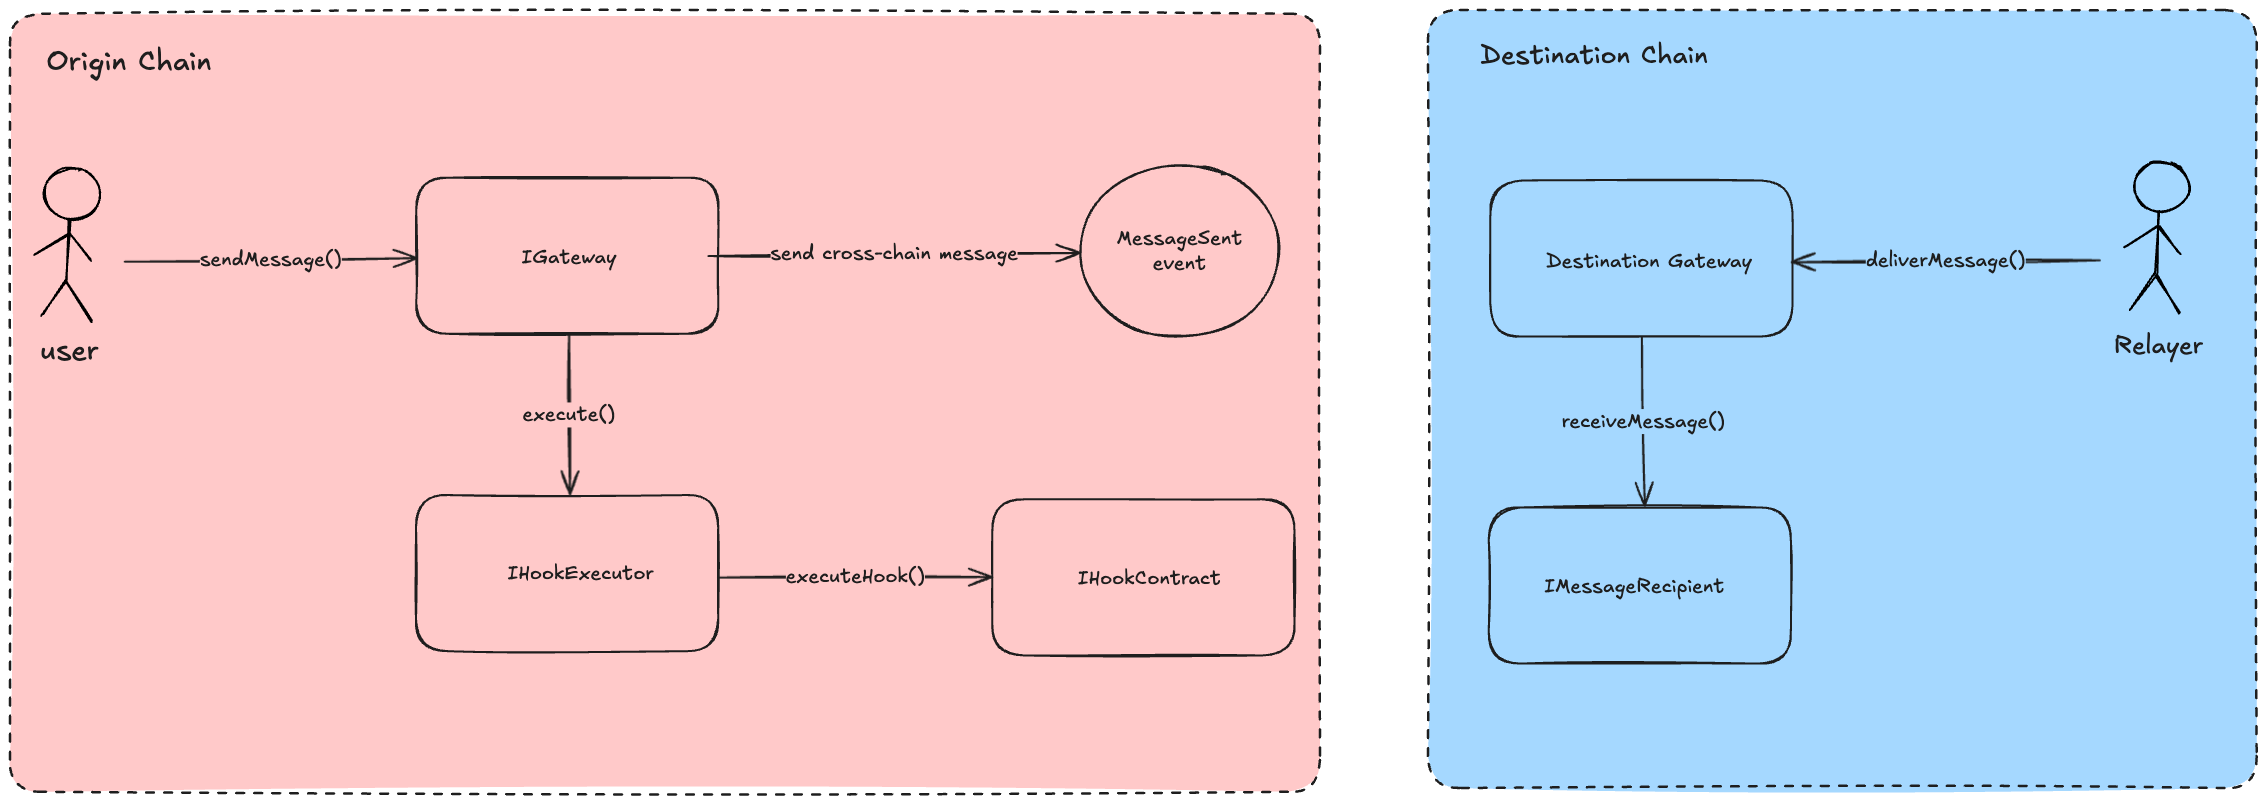 Origin Chain
user
sendMessage()
IGateway
send cross-chain message
MessageSent
event
execute()
IHookExecutor
executeHook()
IHookContract
Destination Chain
Destination Gateway
deliverMessage()
Relayer
receiveMessage()
IMessageRecipient